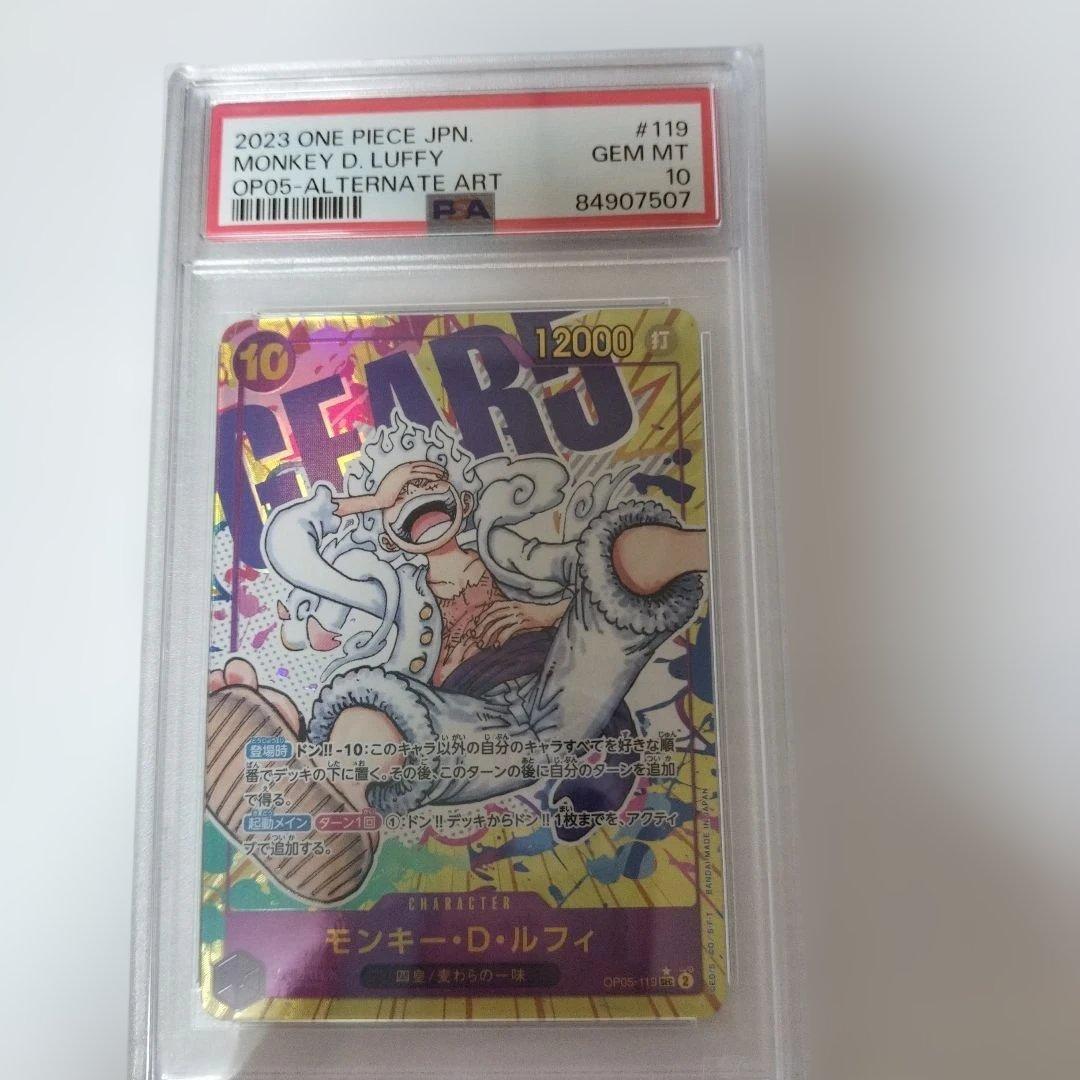 2023 ONE PIECE JPN.
#119
MONKEY D. LUFFY
GEM MT
OP05-ALTERNATE ART
10
PSA
84907507
10
12000
打
GEAR5
登場時 ドン!!-10:このキャラ以外の自分のキャラすべてを好きな順
番でデッキの下に置く。その後、このターンの後に自分のターンを追加
で得る。
起動メイン ターン1回 ①:ドン!!デッキからドン!!1枚までを、アクティ
ブで追加する。
CHARACTER
モンキー・D・ルフィ
四皇/麦わらの一味
OP05-119 SEC 2
BANDAI MADE IN JAPAN